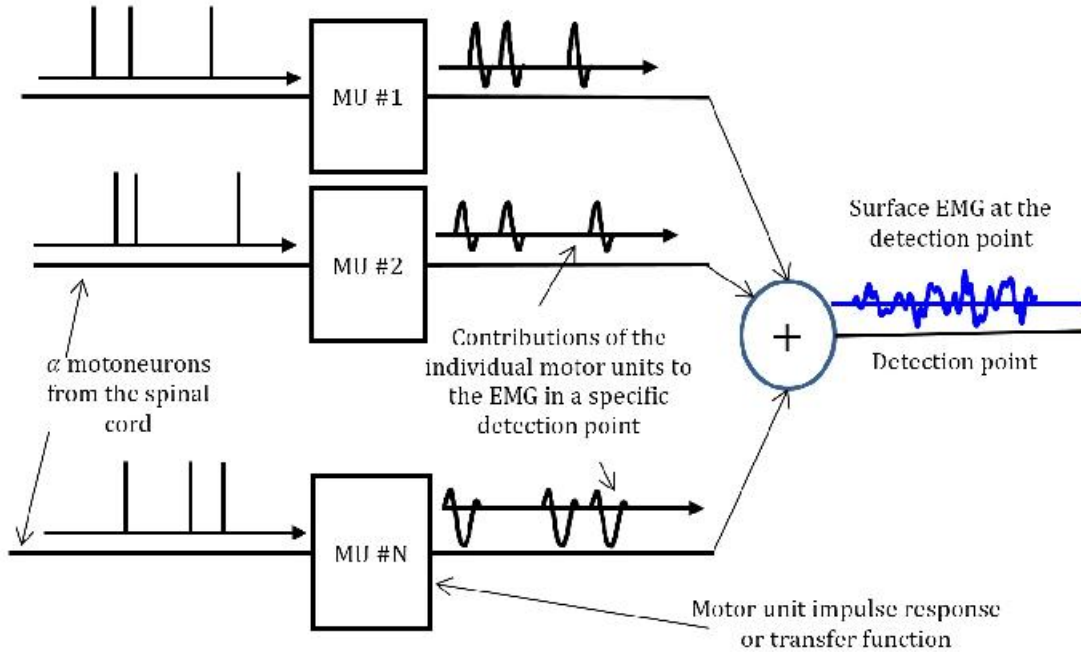 MU #1
MU #2
Surface EMG at the
detection point
+
Detection point
α motoneurons
from the spinal
cord
Contributions of the
individual motor units to
the EMG in a specific
detection point
MU #N
Motor unit impulse response
or transfer function